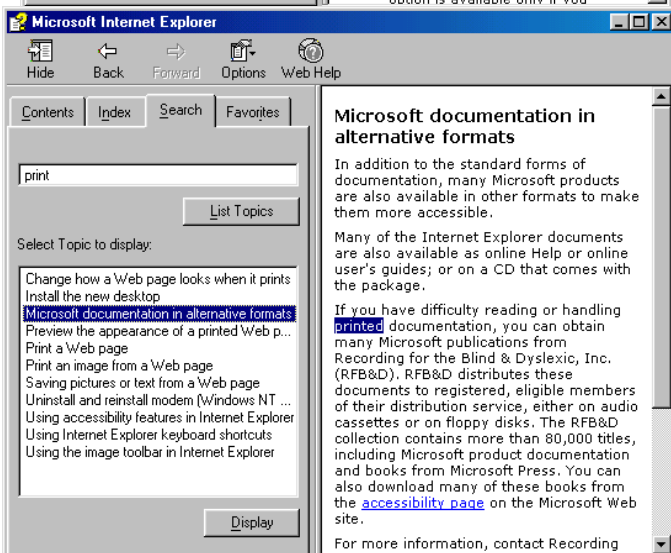 option is available only if you
Microsoft Internet Explorer
Hide Back Forward Options Web Help
Contents Index Search Favorites
print
List Topics
Select Topic to display:
Change how a Web page looks when it prints
Install the new desktop
Microsoft documentation in alternative formats
Preview the appearance of a printed Web p...
Print a Web page
Print an image from a Web page
Saving pictures or text from a Web page
Uninstall and reinstall modem (Windows NT ...
Using accessibility features in Internet Explorer
Using Internet Explorer keyboard shortcuts
Using the image toolbar in Internet Explorer
Display
Microsoft documentation in
alternative formats
In addition to the standard forms of
documentation, many Microsoft products
are also available in other formats to make
them more accessible.
Many of the Internet Explorer documents
are also available as online Help or online
user's guides; or on a CD that comes with
the package.
If you have difficulty reading or handling
printed documentation, you can obtain
many Microsoft publications from
Recording for the Blind & Dyslexic, Inc.
(RFB&D). RFB&D distributes these
documents to registered, eligible members
of their distribution service, either on audio
cassettes or on floppy disks. The RFB&D
collection contains more than 80,000 titles,
including Microsoft product documentation
and books from Microsoft Press. You can
also download many of these books from
the accessibility page on the Microsoft Web
site.
For more information, contact Recording